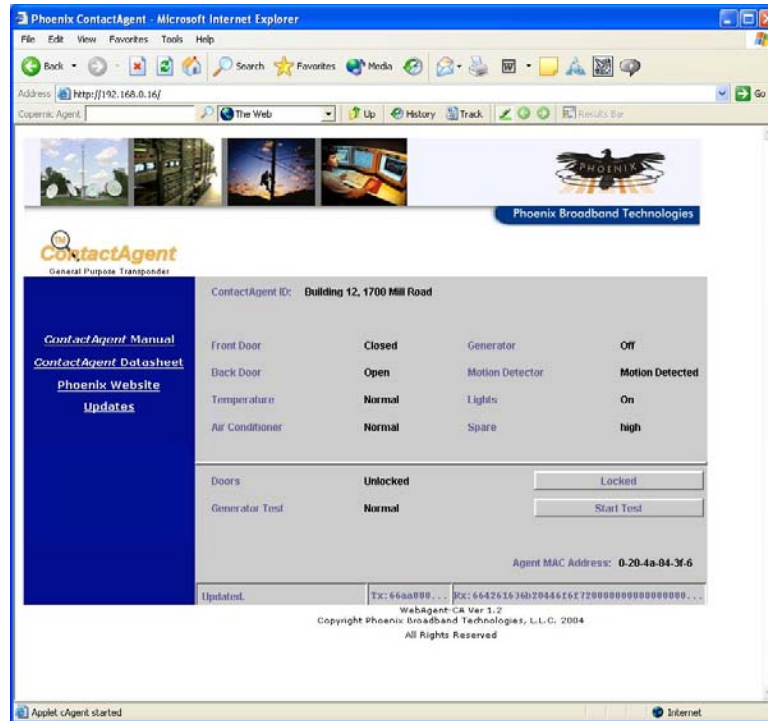 Phoenix ContactAgent - Microsoft Internet Explorer
File Edit View Favorites Tools Help
Back Search Favorites Media
Address http://192.168.0.16/ Go
Copernic Agent The Web Up History Track Results Bar
PHOENIX
Phoenix Broadband Technologies
TM
ContactAgent
General Purpose Transponder
ContactAgent ID: Building 12, 1700 Mill Road
ContactAgent Manual
ContactAgent Datasheet
Phoenix Website
Updates
Front Door Closed Generator Off
Back Door Open Motion Detector Motion Detected
Temperature Normal Lights On
Air Conditioner Normal Spare high
Doors Unlocked Locked
Generator Test Normal Start Test
Agent MAC Address: 0-20-4a-84-3f-6
Updated. Tx:66aa000... Rx:664261636b20446f6f72000000000000000000...
WebAgent-CA Ver 1.2
Copyright Phoenix Broadband Technologies, L.L.C. 2004
All Rights Reserved
Applet cAgent started Internet